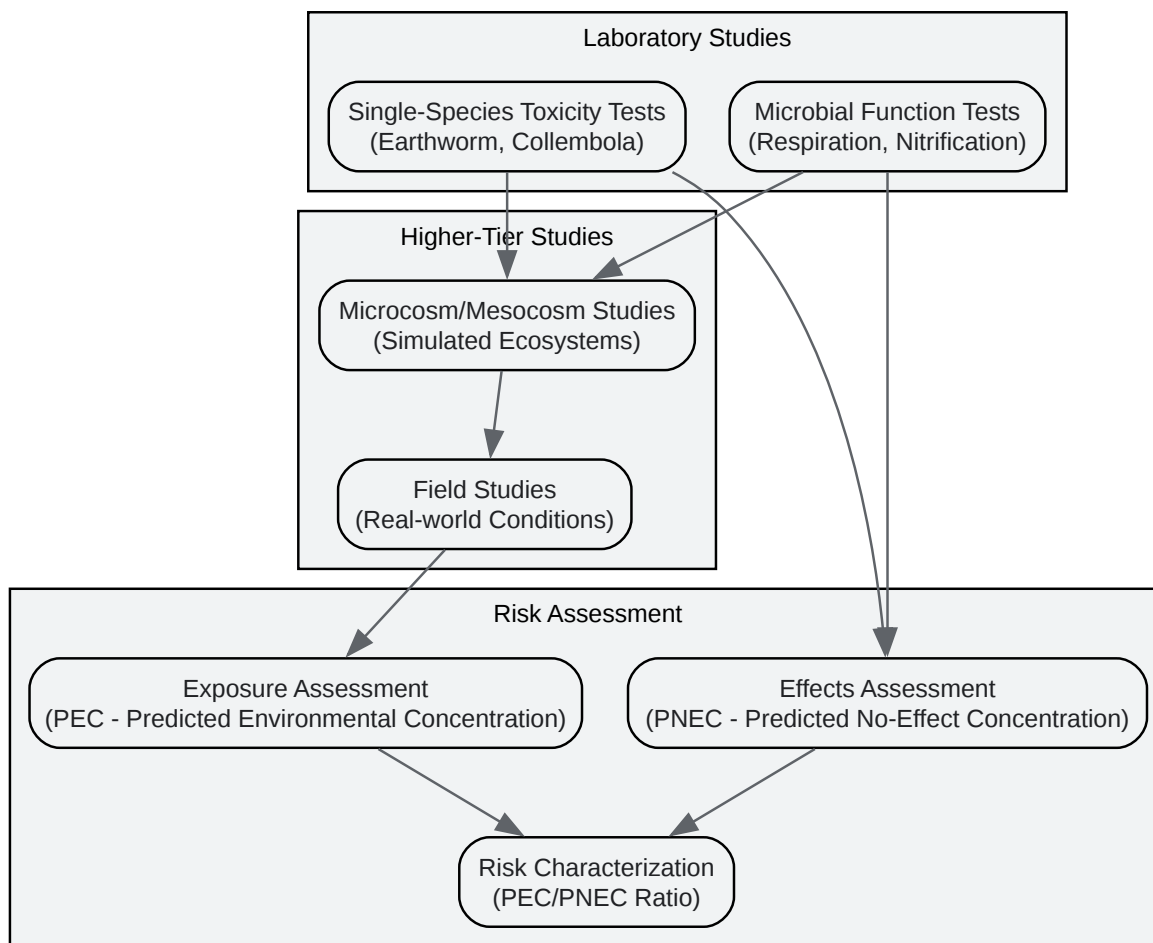 Laboratory Studies
Single-Species Toxicity Tests
(Earthworm, Collembola)
Microbial Function Tests
(Respiration, Nitrification)
Higher-Tier Studies
Microcosm/Mesocosm Studies
(Simulated Ecosystems)
Field Studies
(Real-world Conditions)
Risk Assessment
Exposure Assessment
(PEC - Predicted Environmental Concentration)
Effects Assessment
(PNEC - Predicted No-Effect Concentration)
Risk Characterization
(PEC/PNEC Ratio)